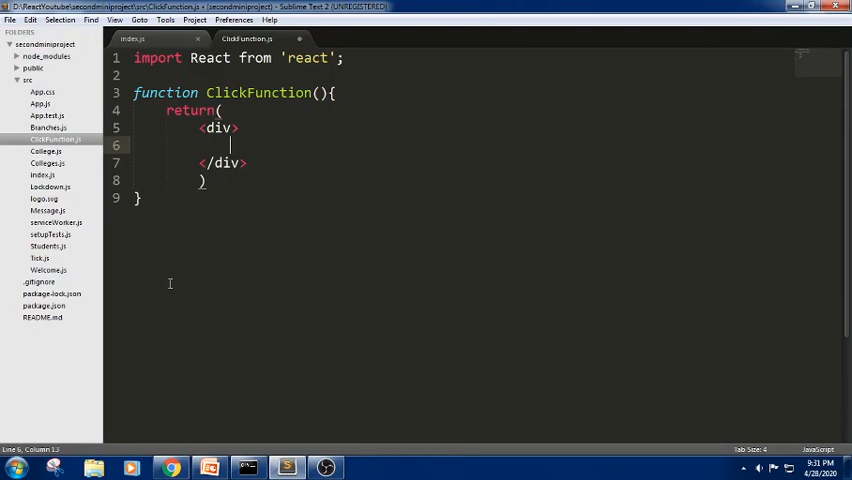 D:\ReactYoutube\secondminiproject\src\ClickFunction.js • (secondminiproject) - Sublime Text 2 (UNREGISTERED)
File Edit Selection Find View Goto Tools Project Preferences Help
FOLDERS
secondminiproject
node_modules
public
src
App.css
App.js
App.test.js
Branches.js
ClickFunction.js
College.js
Colleges.js
index.js
Lockdown.js
logo.svg
Message.js
serviceWorker.js
setupTests.js
Students.js
Tick.js
Welcome.js
.gitignore
package-lock.json
package.json
README.md
index.js ClickFunction.js
1 import React from 'react';
2
3 function ClickFunction(){
4 return(
5 <div>
6
7 </div>
8 )
9 }
Line 6, Column 13 Tab Size: 4 JavaScript
9:31 PM
4/28/2020